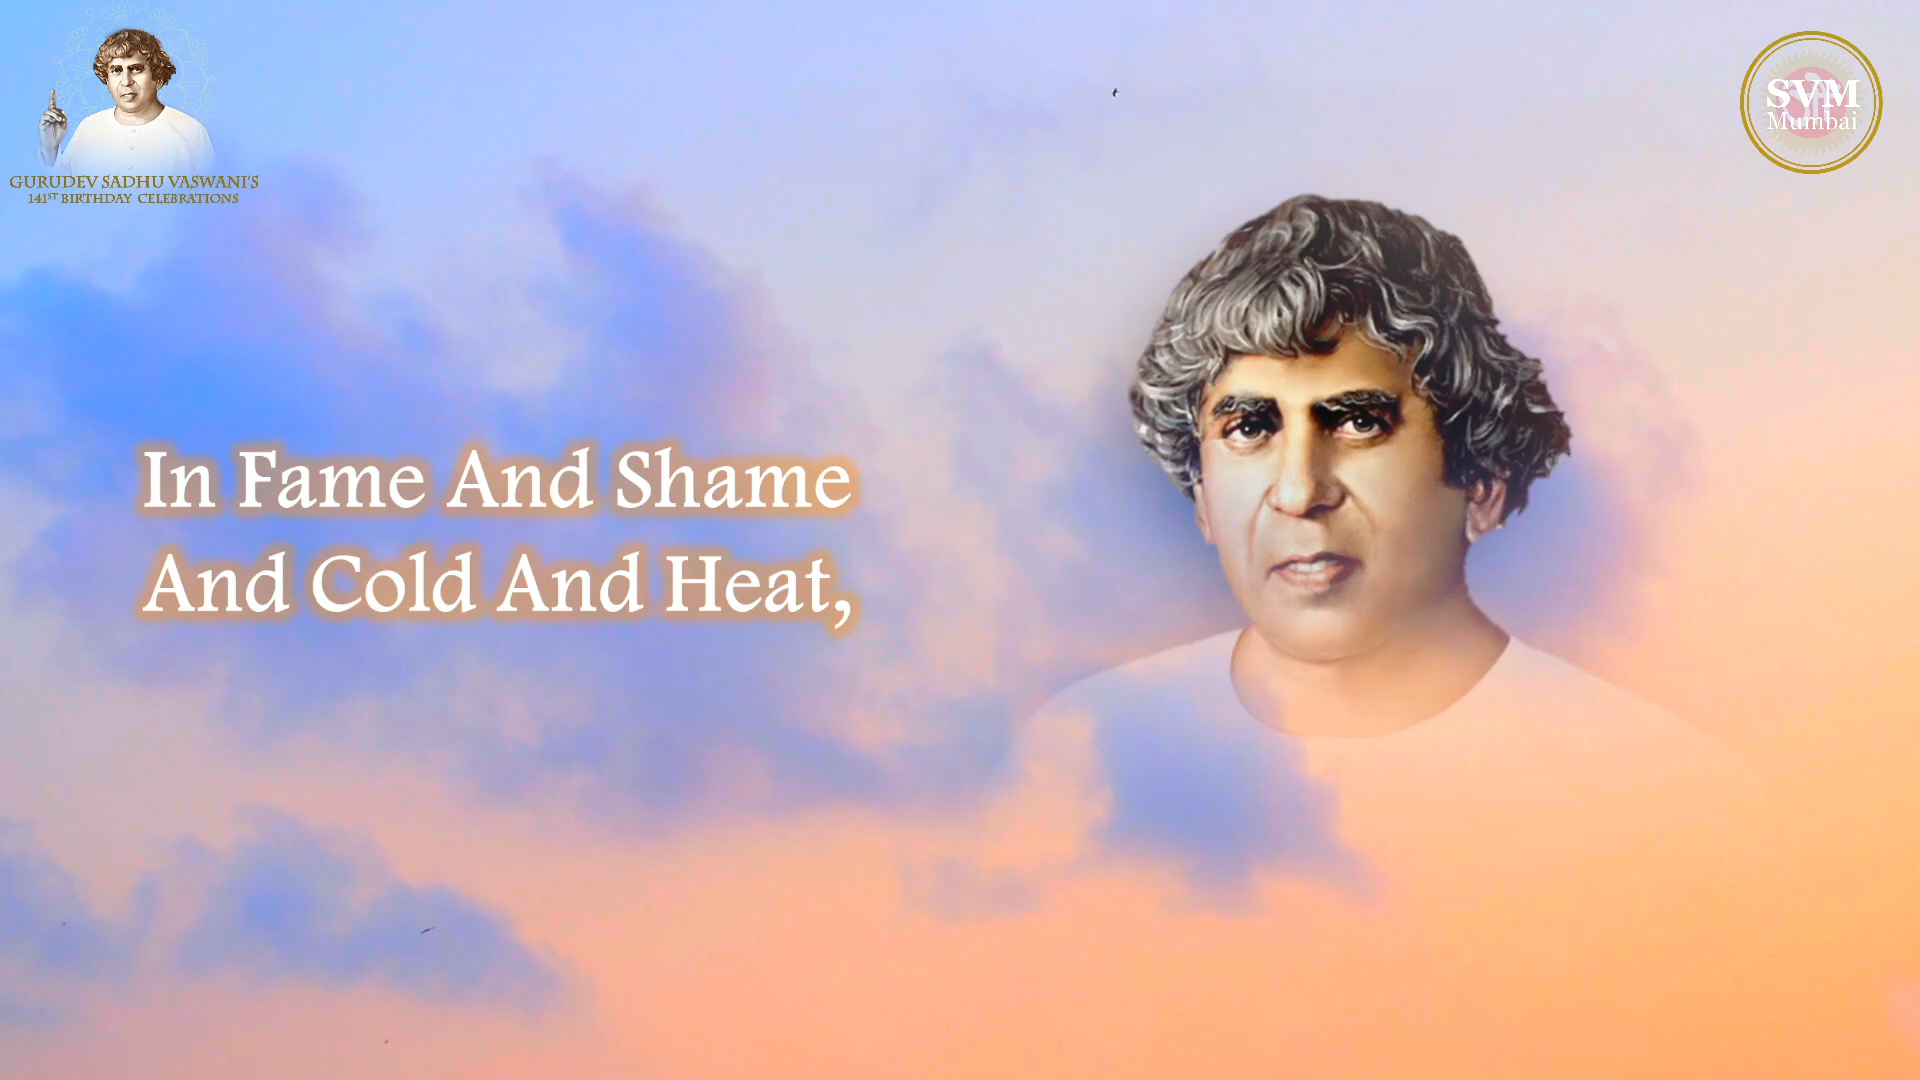 GURUDEV SADHU VASWANI'S
141ST BIRTHDAY CELEBRATIONS
SVM
Mumbai
In Fame And Shame
And Cold And Heat,